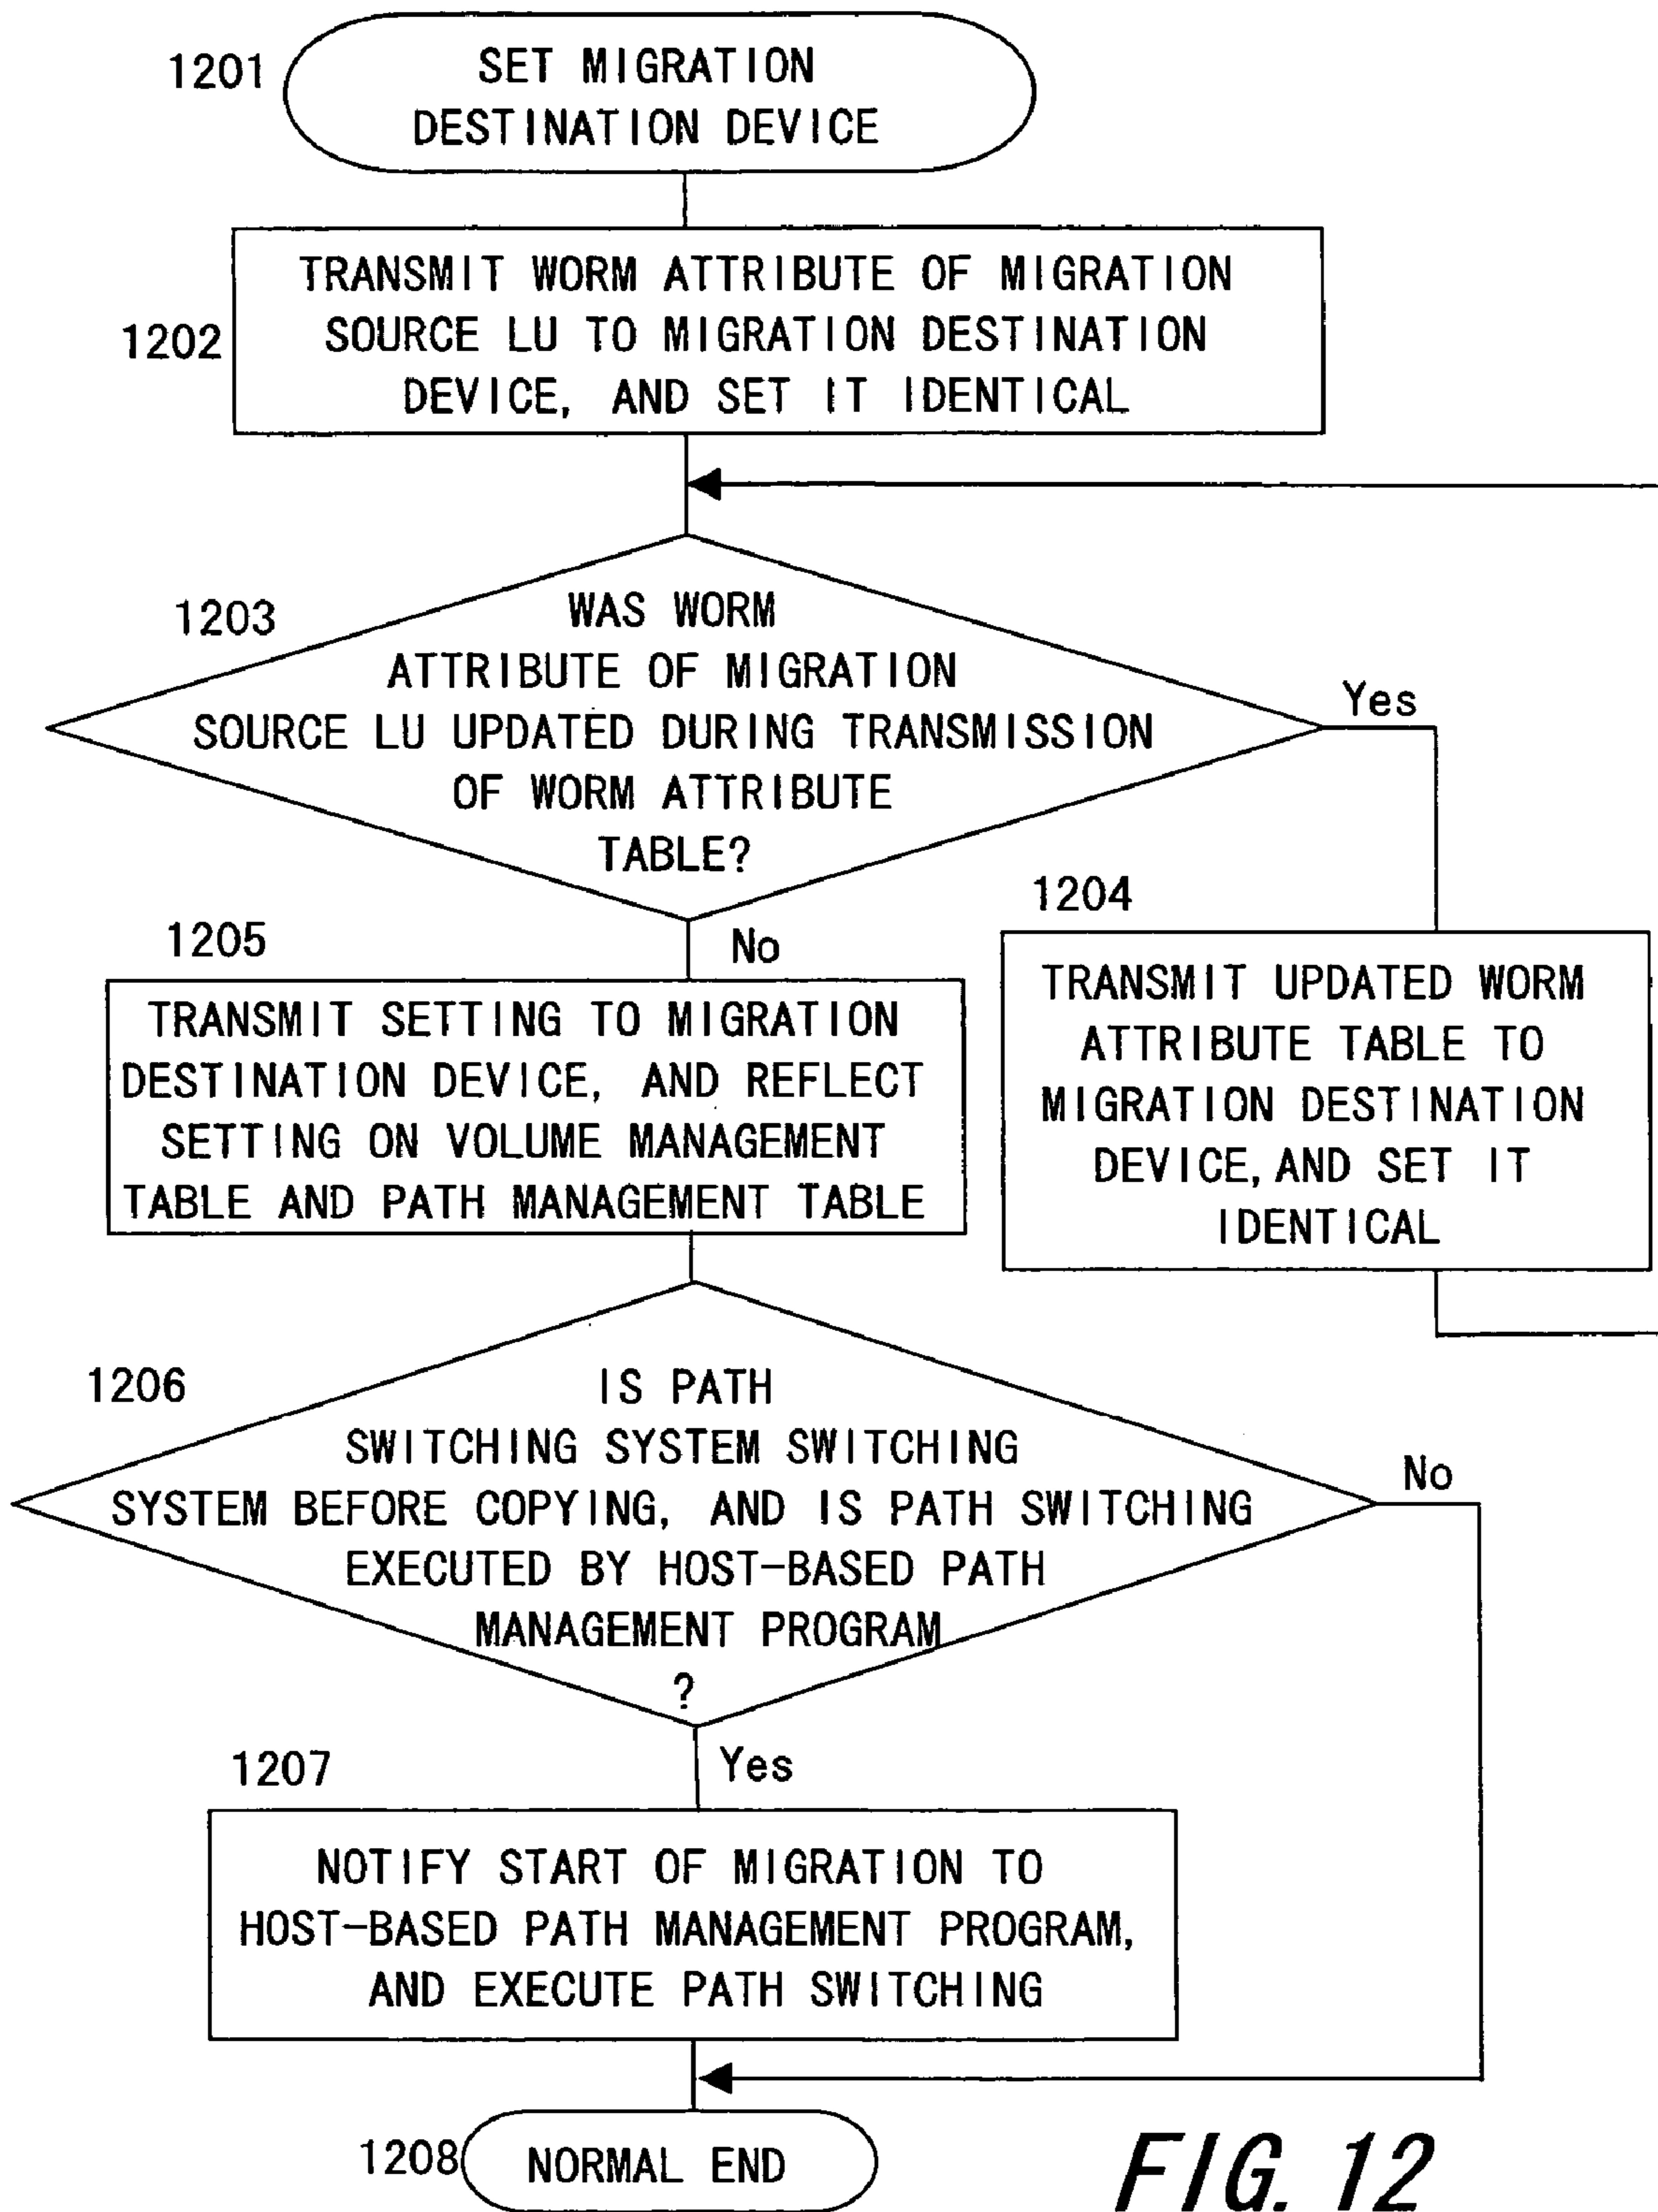 1201
SET MIGRATION
DESTINATION DEVICE
1202
TRANSMIT WORM ATTRIBUTE OF MIGRATION
SOURCE LU TO MIGRATION DESTINATION
DEVICE, AND SET IT IDENTICAL
1203
WAS WORM
ATTRIBUTE OF MIGRATION
SOURCE LU UPDATED DURING TRANSMISSION
OF WORM ATTRIBUTE
TABLE?
Yes
No
1204
TRANSMIT UPDATED WORM
ATTRIBUTE TABLE TO
MIGRATION DESTINATION
DEVICE, AND SET IT
IDENTICAL
1205
TRANSMIT SETTING TO MIGRATION
DESTINATION DEVICE, AND REFLECT
SETTING ON VOLUME MANAGEMENT
TABLE AND PATH MANAGEMENT TABLE
1206
IS PATH
SWITCHING SYSTEM SWITCHING
SYSTEM BEFORE COPYING, AND IS PATH SWITCHING
EXECUTED BY HOST-BASED PATH
MANAGEMENT PROGRAM
?
No
Yes
1207
NOTIFY START OF MIGRATION TO
HOST-BASED PATH MANAGEMENT PROGRAM,
AND EXECUTE PATH SWITCHING
1208
NORMAL END
FIG. 12